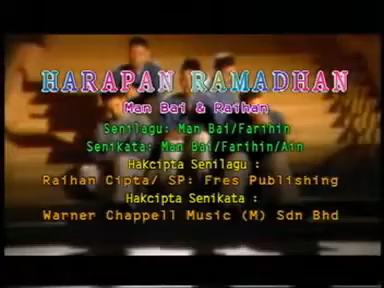 HARAPAN RAMADHAN
Man Bai & Raihan
Senilagu: Man Bai/Farihin
Senikata: Man Bai/Farihin/Ain
Hakcipta Senilagu :
Raihan Cipta/ SP: Fres Publishing
Hakcipta Senikata :
Warner Chappell Music (M) Sdn Bhd